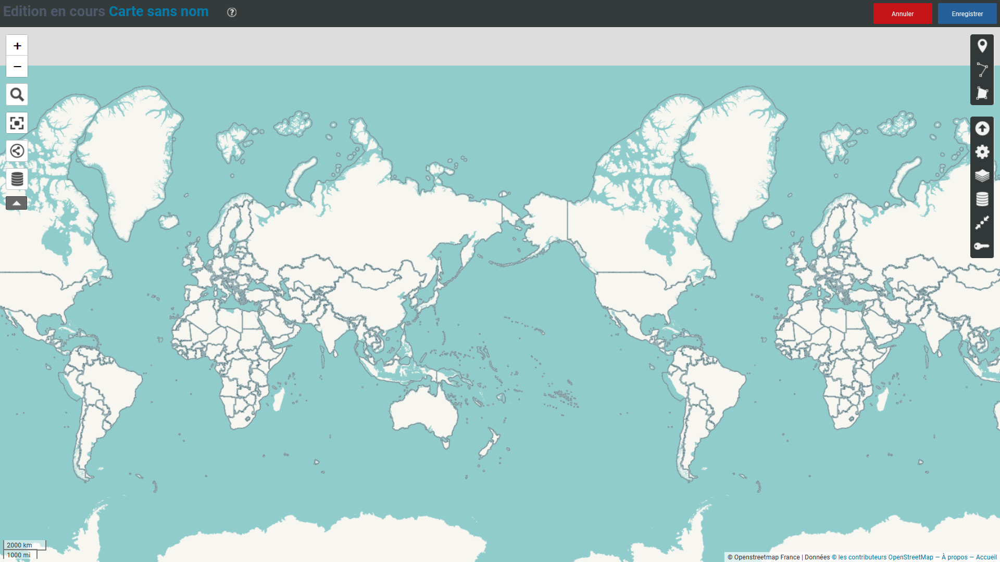 Edition en cours Carte sans nom ?
Annuler
Enregistrer
+
−
2000 km
1000 mi
© Openstreetmap France | Données © les contributeurs OpenStreetMap — À propos — Accueil